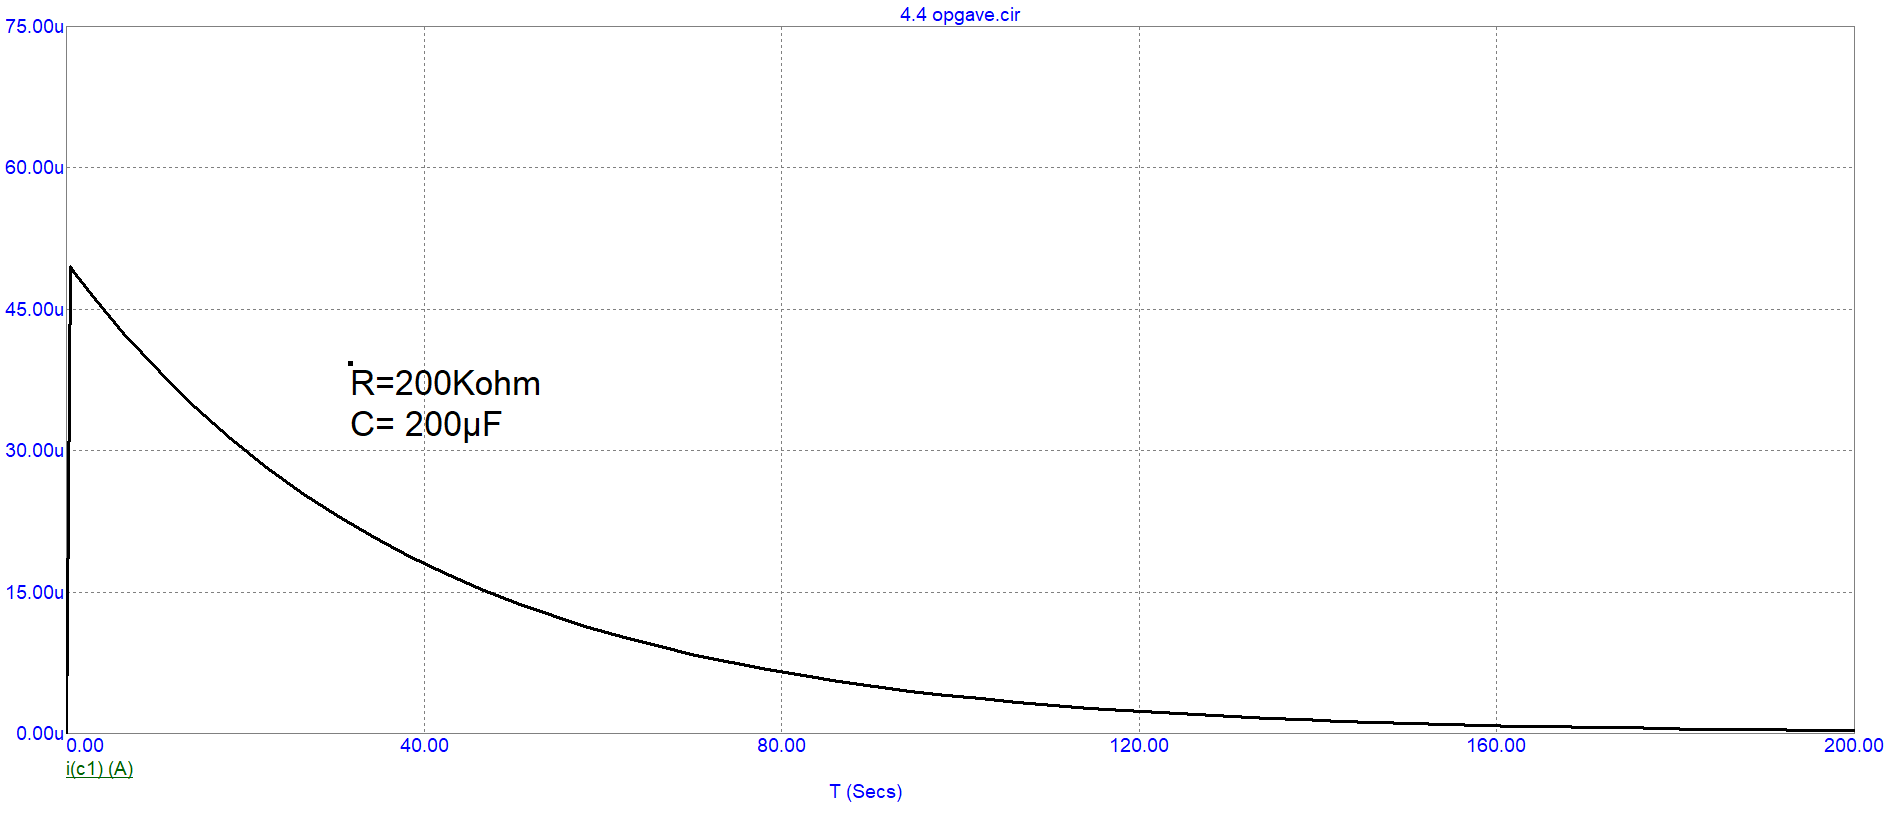 4.4 opgave.cir
75.00u
60.00u
45.00u
R=200Kohm
C= 200µF
30.00u
15.00u
0.00u
0.00 40.00 80.00 120.00 160.00 200.00
i(c1) (A)
T (Secs)